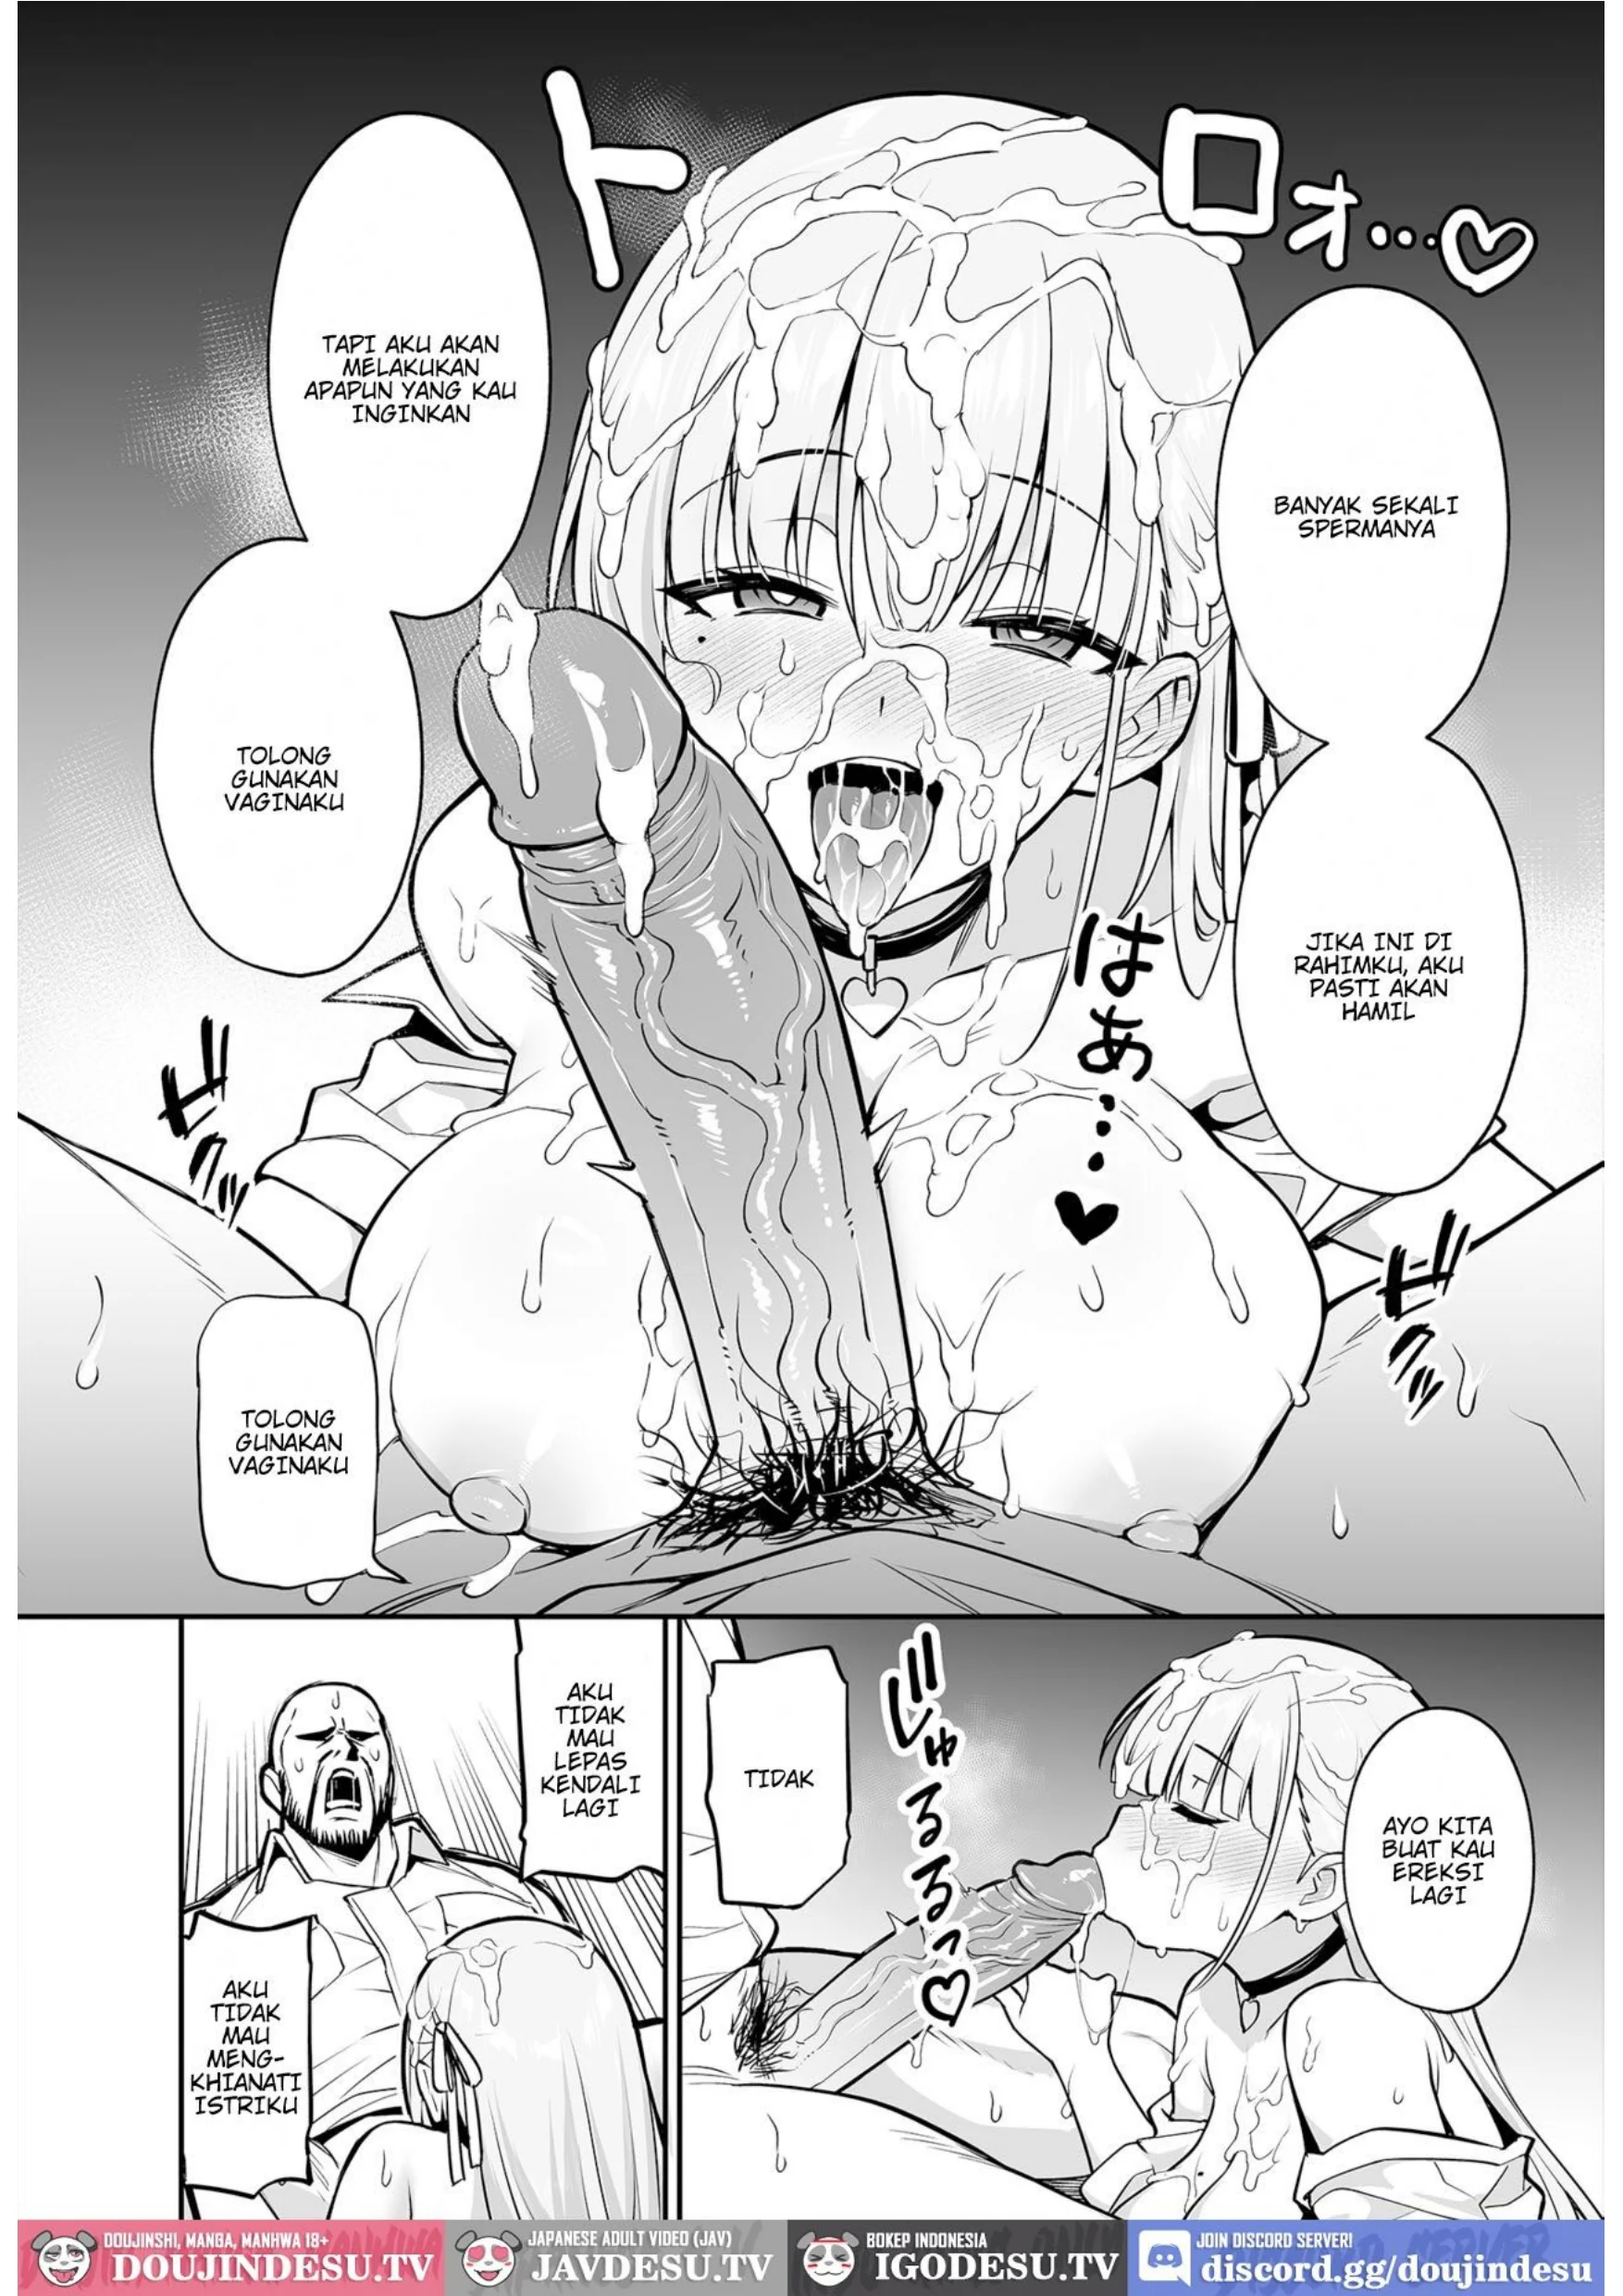 トロォ…♡
BANYAK SEKALI
SPERMANYA
JIKA INI DI
RAHIMKU, AKU
PASTI AKAN
HAMIL
はぁ…♥
TAPI AKU AKAN
MELAKUKAN
APAPUN YANG KAU
INGINKAN
TOLONG
GUNAKAN
VAGINAKU
TOLONG
GUNAKAN
VAGINAKU
AYO KITA
BUAT KAU
EREKSI
LAGI
じゅるるっ♡
TIDAK
AKU
TIDAK
MAU
LEPAS
KENDALI
LAGI
AKU
TIDAK
MAU
MENG-
KHIANATI
ISTRIKU
DOUJINSHI, MANGA, MANHWA 18+
DOUJINDESU.TV
JAPANESE ADULT VIDEO (JAV)
JAVDESU.TV
BOKEP INDONESIA
IGODESU.TV
JOIN DISCORD SERVER!
discord.gg/doujindesu